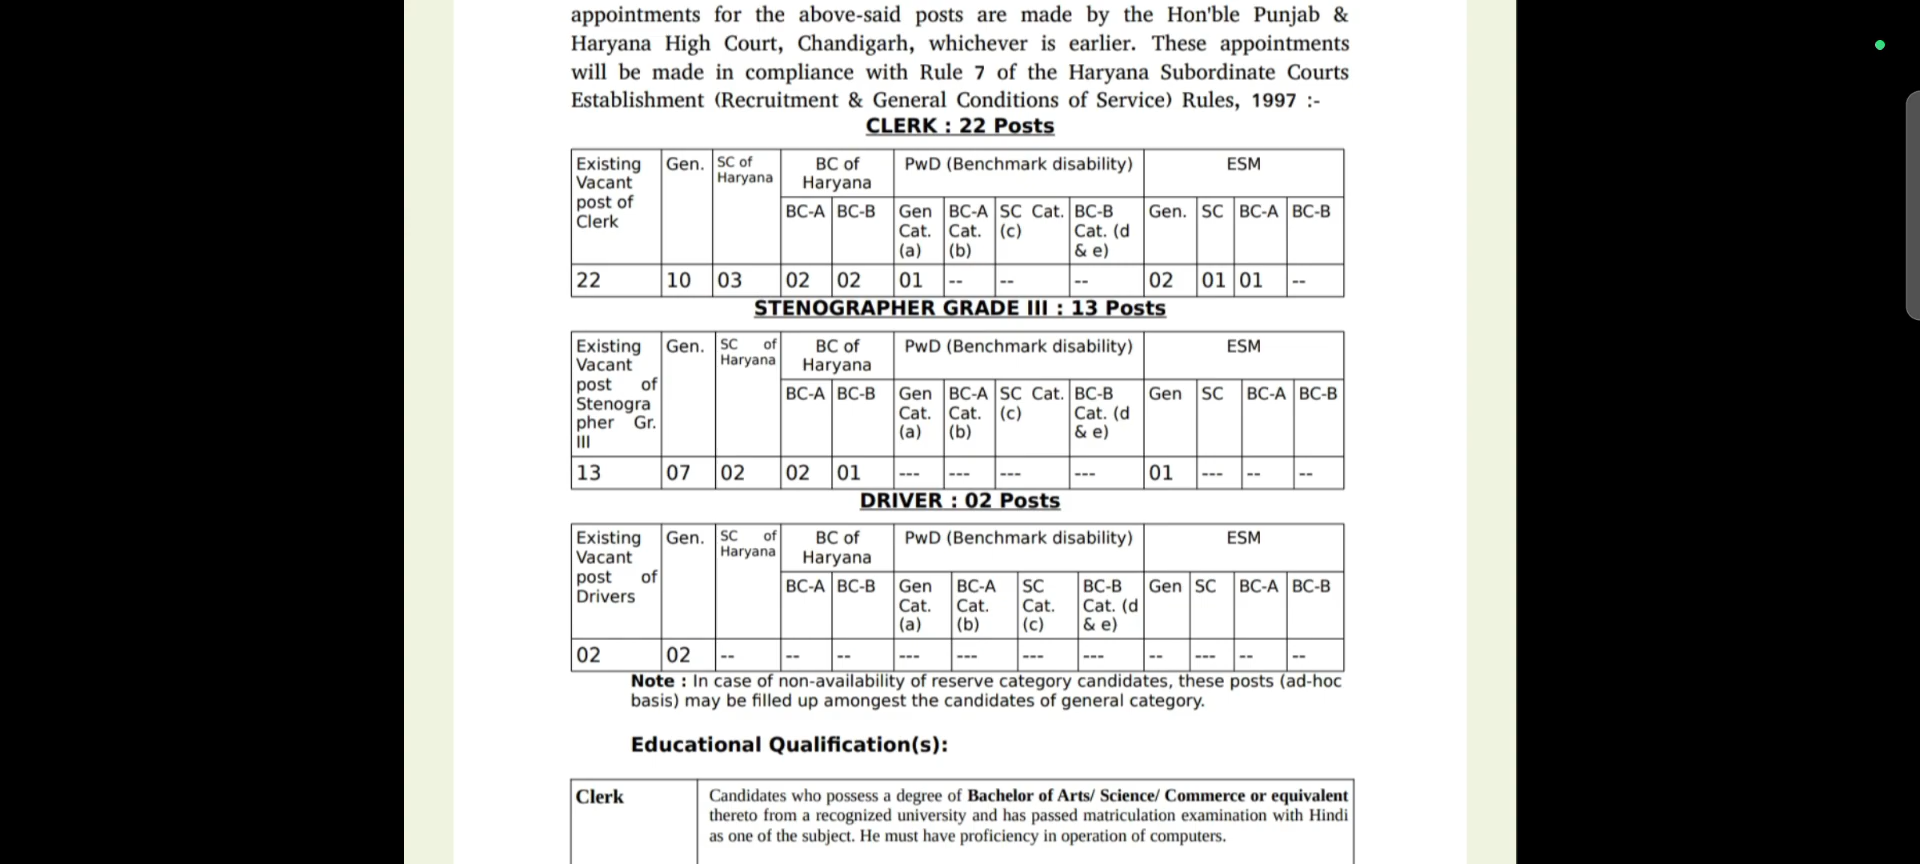 appointments for the above-said posts are made by the Hon'ble Punjab &
Haryana High Court, Chandigarh, whichever is earlier. These appointments
will be made in compliance with Rule 7 of the Haryana Subordinate Courts
Establishment (Recruitment & General Conditions of Service) Rules, 1997 :-
CLERK : 22 Posts
Existing Vacant post of Clerk Gen. SC of Haryana BC of Haryana PwD (Benchmark disability) ESM
BC-A BC-B Gen Cat. (a) BC-A Cat. (b) SC Cat. (c) BC-B Cat. (d & e) Gen. SC BC-A BC-B
22 10 03 02 02 01 -- -- -- 02 01 01 --
STENOGRAPHER GRADE III : 13 Posts
Existing Vacant post of Stenogra pher Gr. III Gen. SC of Haryana BC of Haryana PwD (Benchmark disability) ESM
BC-A BC-B Gen Cat. (a) BC-A Cat. (b) SC Cat. (c) BC-B Cat. (d & e) Gen SC BC-A BC-B
13 07 02 02 01 --- --- --- --- 01 --- -- --
DRIVER : 02 Posts
Existing Vacant post of Drivers Gen. SC of Haryana BC of Haryana PwD (Benchmark disability) ESM
BC-A BC-B Gen Cat. (a) BC-A Cat. (b) SC Cat. (c) BC-B Cat. (d & e) Gen SC BC-A BC-B
02 02 -- -- -- --- --- --- --- -- --- -- --
Note : In case of non-availability of reserve category candidates, these posts (ad-hoc
basis) may be filled up amongest the candidates of general category.
Educational Qualification(s):
Clerk Candidates who possess a degree of Bachelor of Arts/ Science/ Commerce or equivalent
thereto from a recognized university and has passed matriculation examination with Hindi
as one of the subject. He must have proficiency in operation of computers.